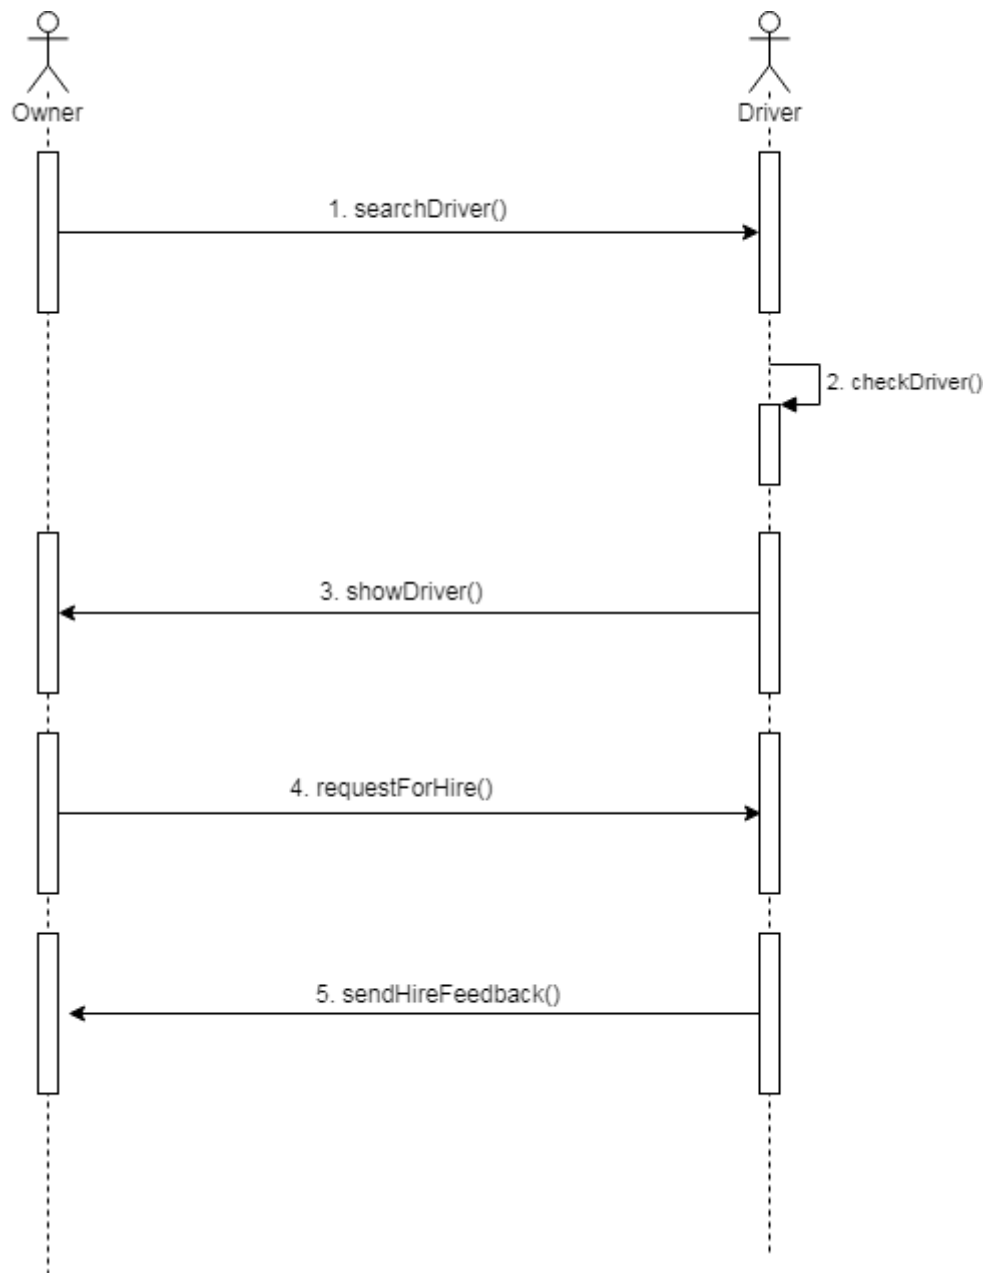 Owner
Driver
1. searchDriver()
2. checkDriver()
3. showDriver()
4. requestForHire()
5. sendHireFeedback()